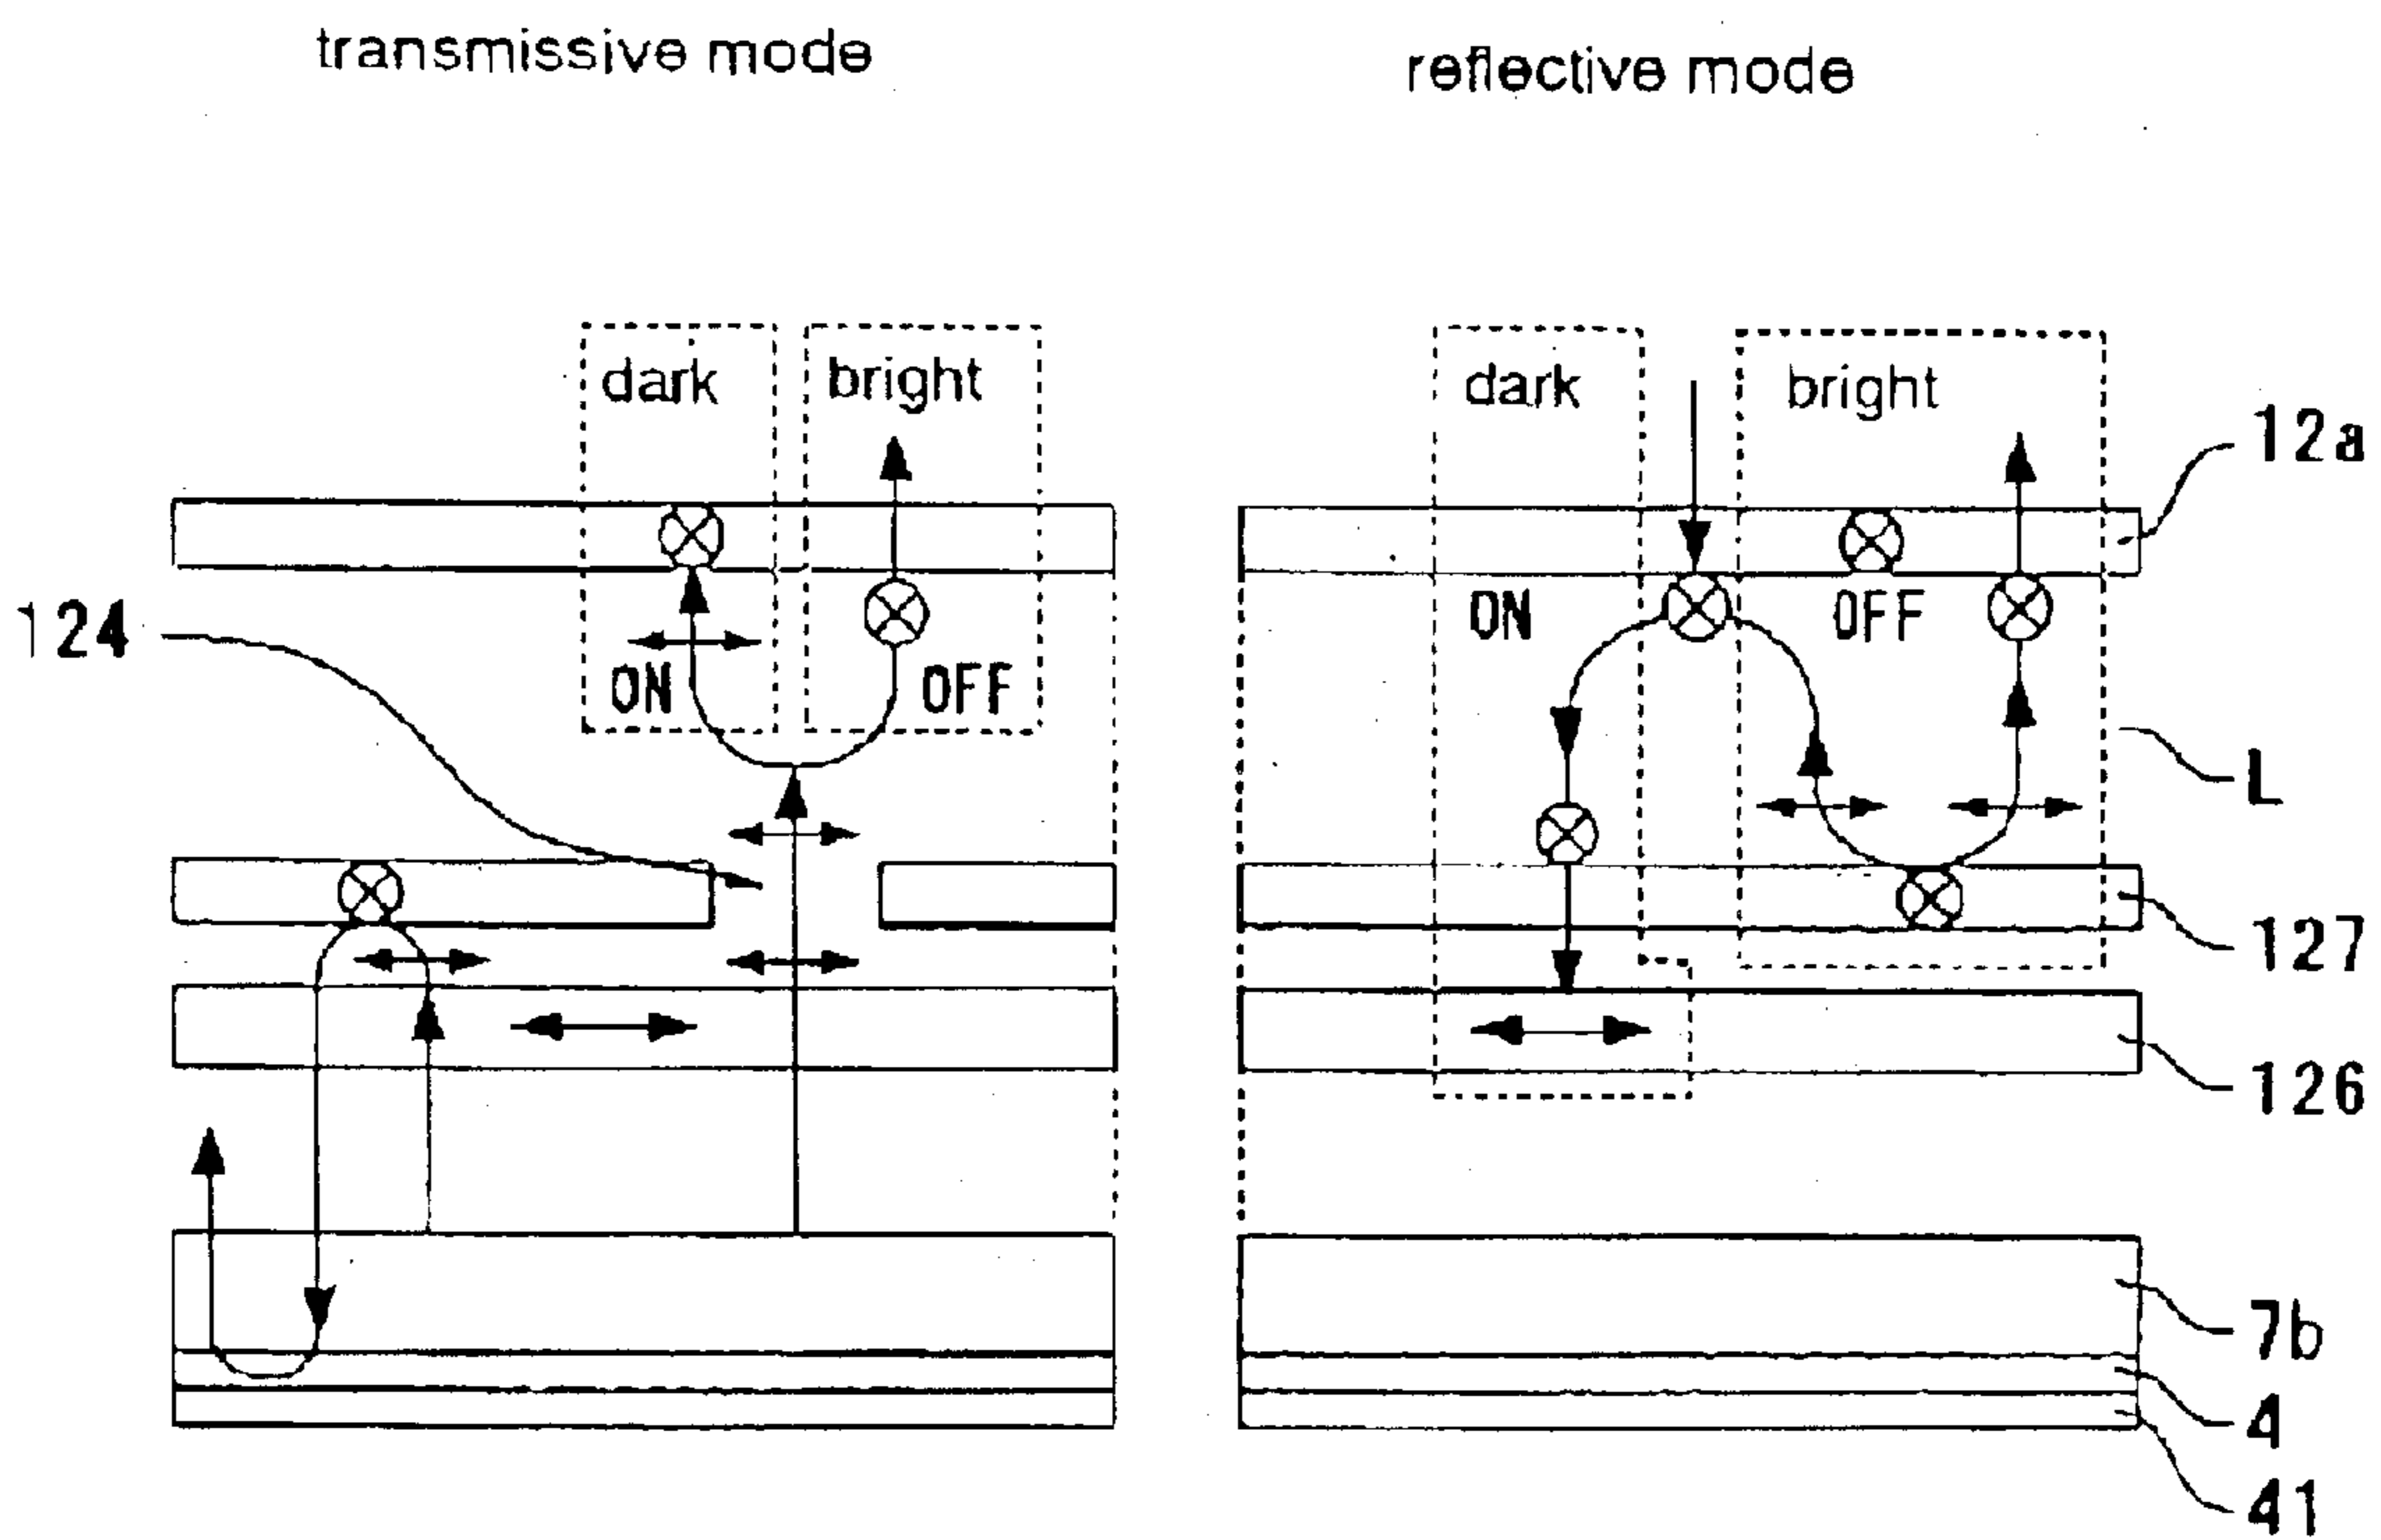 transmissive mode
reflective mode
dark
bright
dark
bright
12a
124
ON
OFF
ON
OFF
L
127
126
7b
4
41